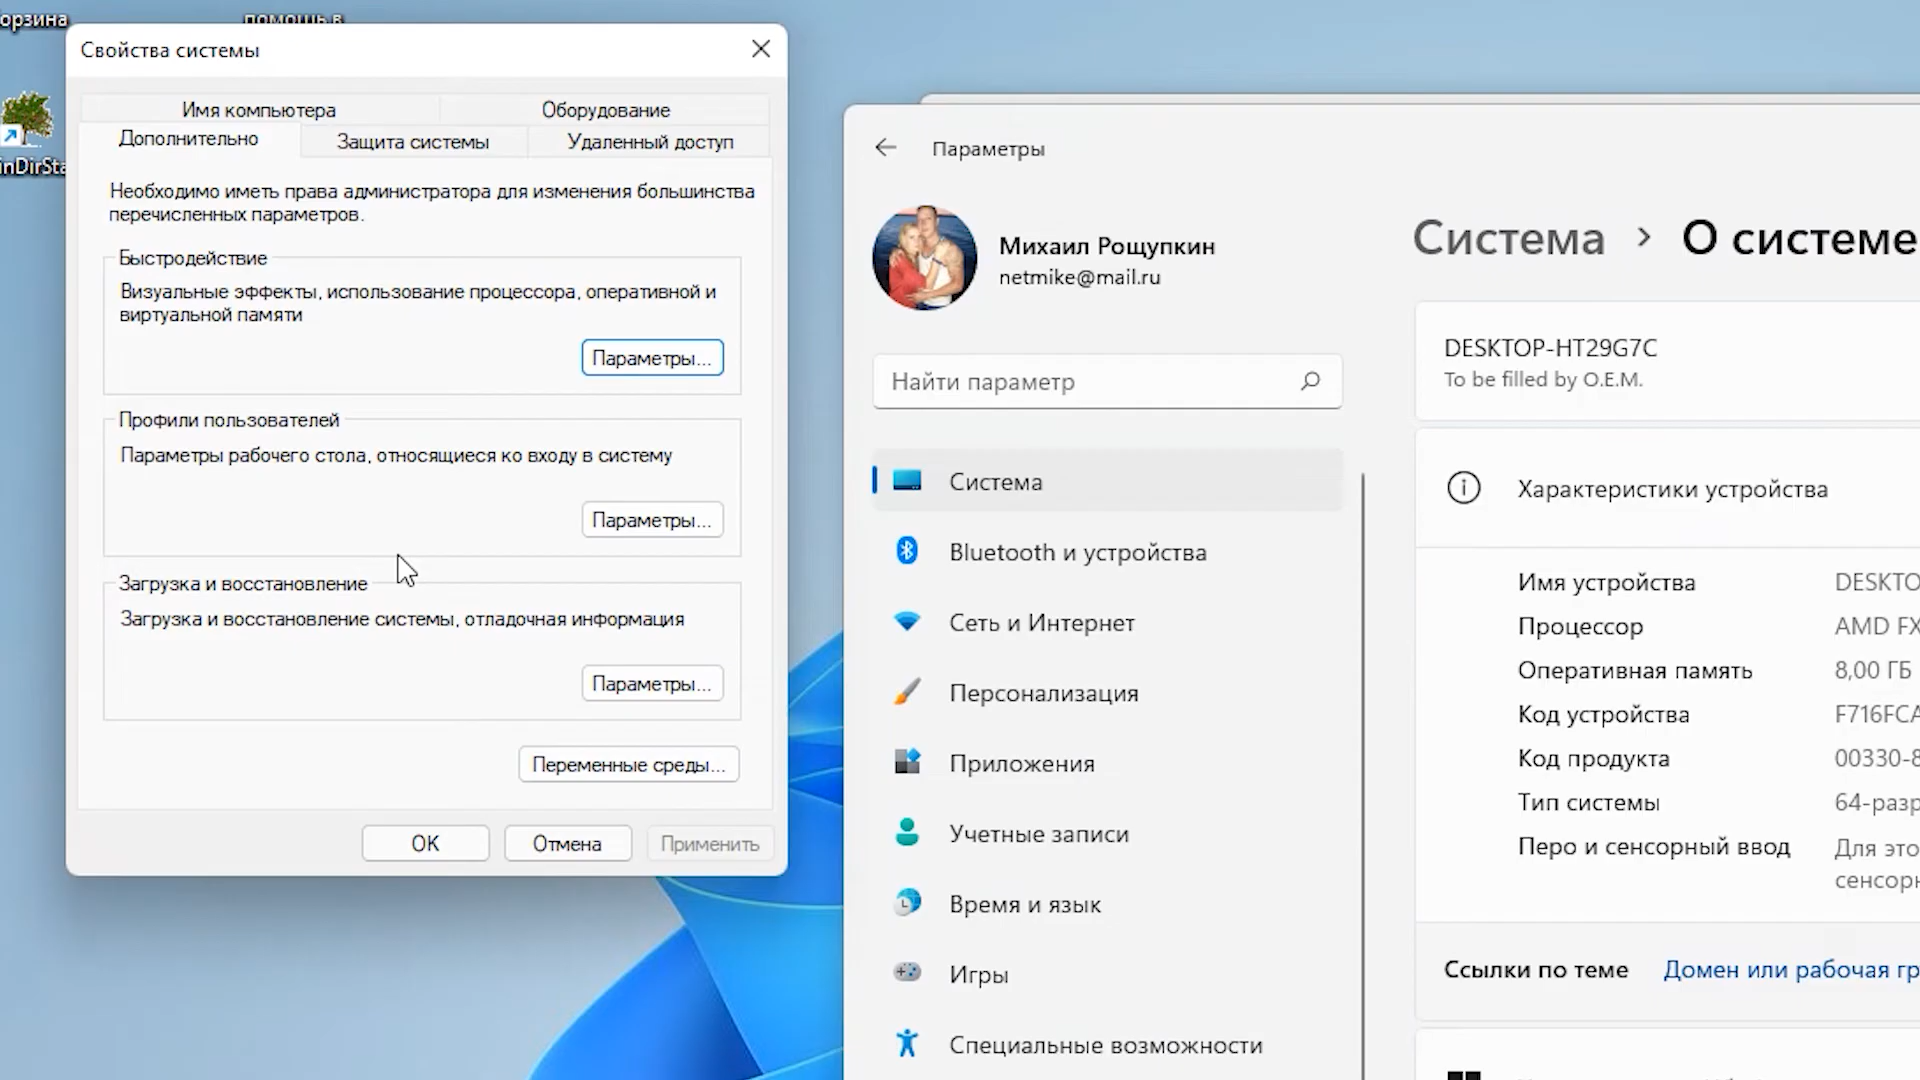 орзина
помощь в
inDirSta
Свойства системы
Имя компьютера
Оборудование
Дополнительно
Защита системы
Удаленный доступ
Необходимо иметь права администратора для изменения большинства
перечисленных параметров.
Быстродействие
Визуальные эффекты, использование процессора, оперативной и
виртуальной памяти
Параметры...
Профили пользователей
Параметры рабочего стола, относящиеся ко входу в систему
Параметры...
Загрузка и восстановление
Загрузка и восстановление системы, отладочная информация
Параметры...
Переменные среды...
ОК
Отмена
Применить
Параметры
Михаил Рощупкин
netmike@mail.ru
Найти параметр
Система
Bluetooth и устройства
Сеть и Интернет
Персонализация
Приложения
Учетные записи
Время и язык
Игры
Специальные возможности
Система › О системе
DESKTOP-HT29G7C
To be filled by O.E.M.
Характеристики устройства
Имя устройства DESKTO
Процессор AMD FX
Оперативная память 8,00 ГБ
Код устройства F716FCA
Код продукта 00330-8
Тип системы 64-разр
Перо и сенсорный ввод Для это
сенсорн
Ссылки по теме Домен или рабочая гр